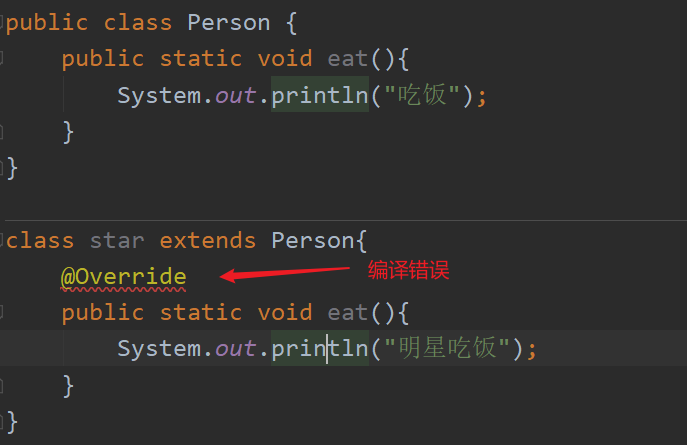 public class Person {
public static void eat(){
System.out.println("吃饭");
}
}
class star extends Person{
@Override 编译错误
public static void eat(){
System.out.println("明星吃饭");
}
}